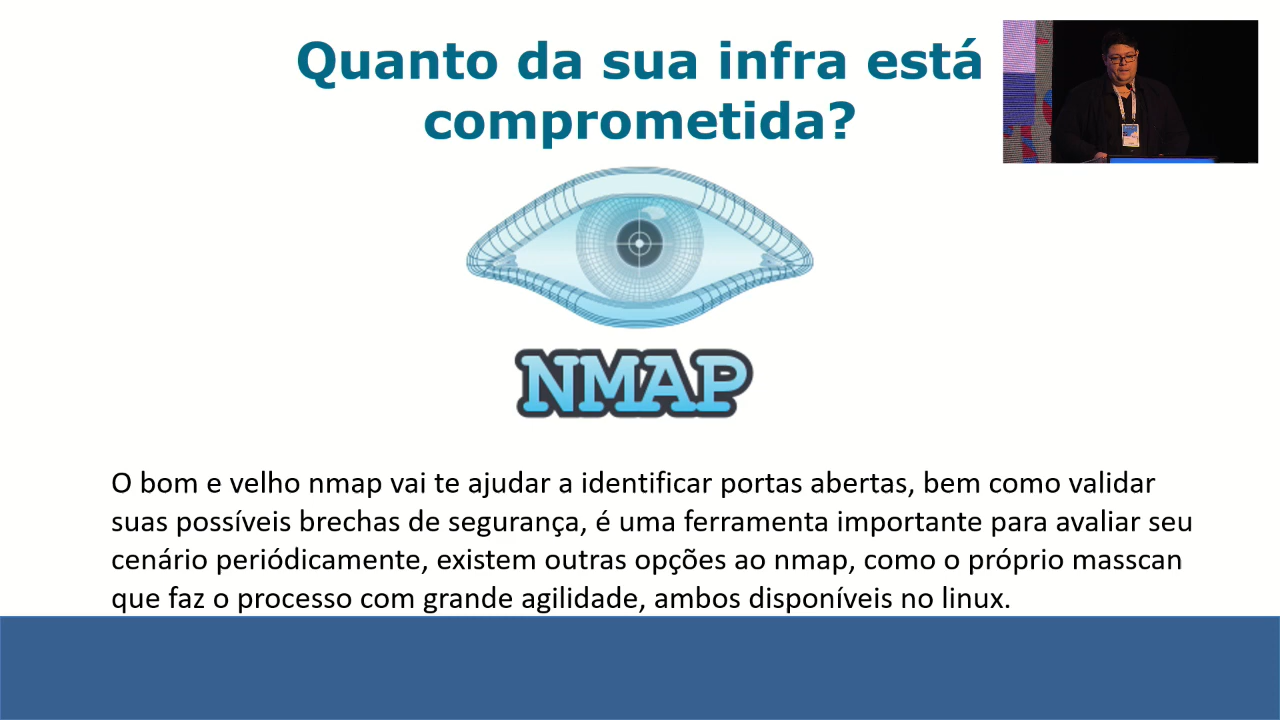 Quanto da sua infra está
comprometida?
NMAP
O bom e velho nmap vai te ajudar a identificar portas abertas, bem como validar
suas possíveis brechas de segurança, é uma ferramenta importante para avaliar seu
cenário periódicamente, existem outras opções ao nmap, como o próprio masscan
que faz o processo com grande agilidade, ambos disponíveis no linux.